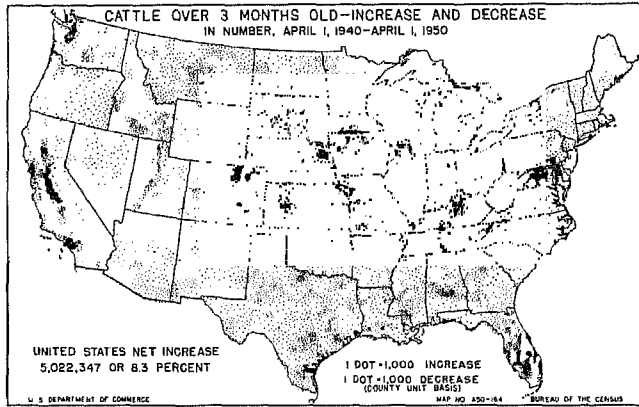 CATTLE OVER 3 MONTHS OLD-INCREASE AND DECREASE
IN NUMBER, APRIL 1, 1940-APRIL 1, 1950
UNITED STATES NET INCREASE
5,022,347 OR 8.3 PERCENT
1 DOT=1,000 INCREASE
1 DOT=1,000 DECREASE
(COUNTY UNIT BASIS)
U. S. DEPARTMENT OF COMMERCE
MAP NO. A50-164
BUREAU OF THE CENSUS